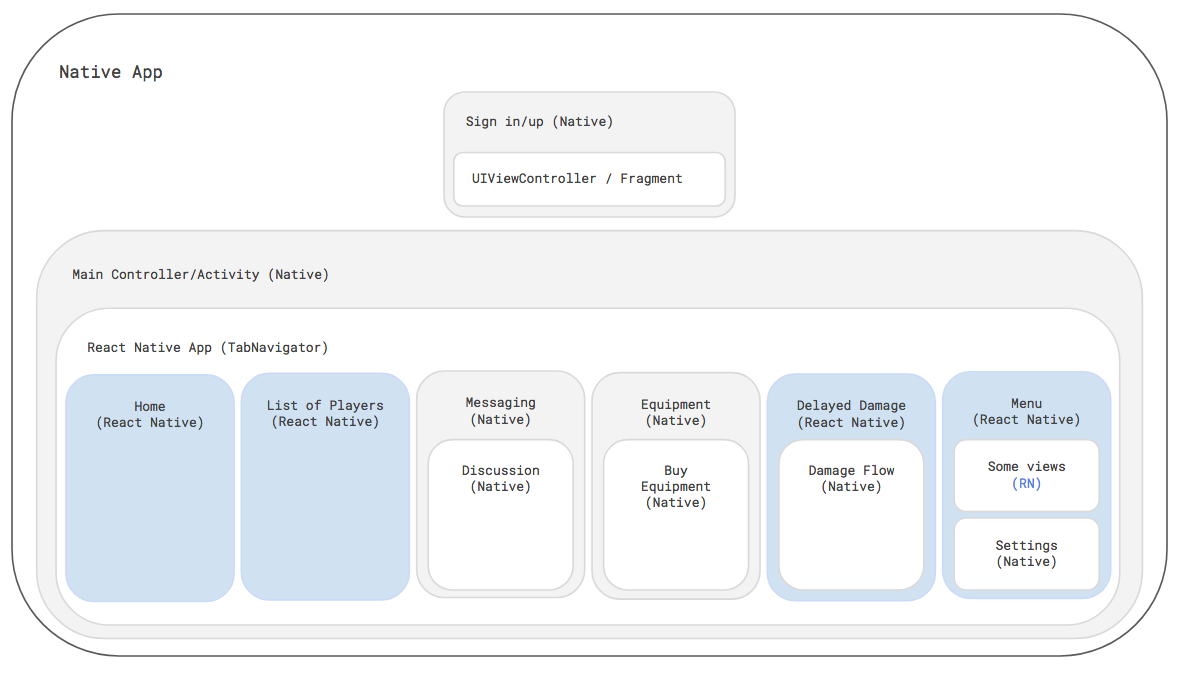 Native App
Sign in/up (Native)
UIViewController / Fragment
Main Controller/Activity (Native)
React Native App (TabNavigator)
Home
(React Native)
List of Players
(React Native)
Messaging
(Native)
Discussion
(Native)
Equipment
(Native)
Buy
Equipment
(Native)
Delayed Damage
(React Native)
Damage Flow
(Native)
Menu
(React Native)
Some views
(RN)
Settings
(Native)